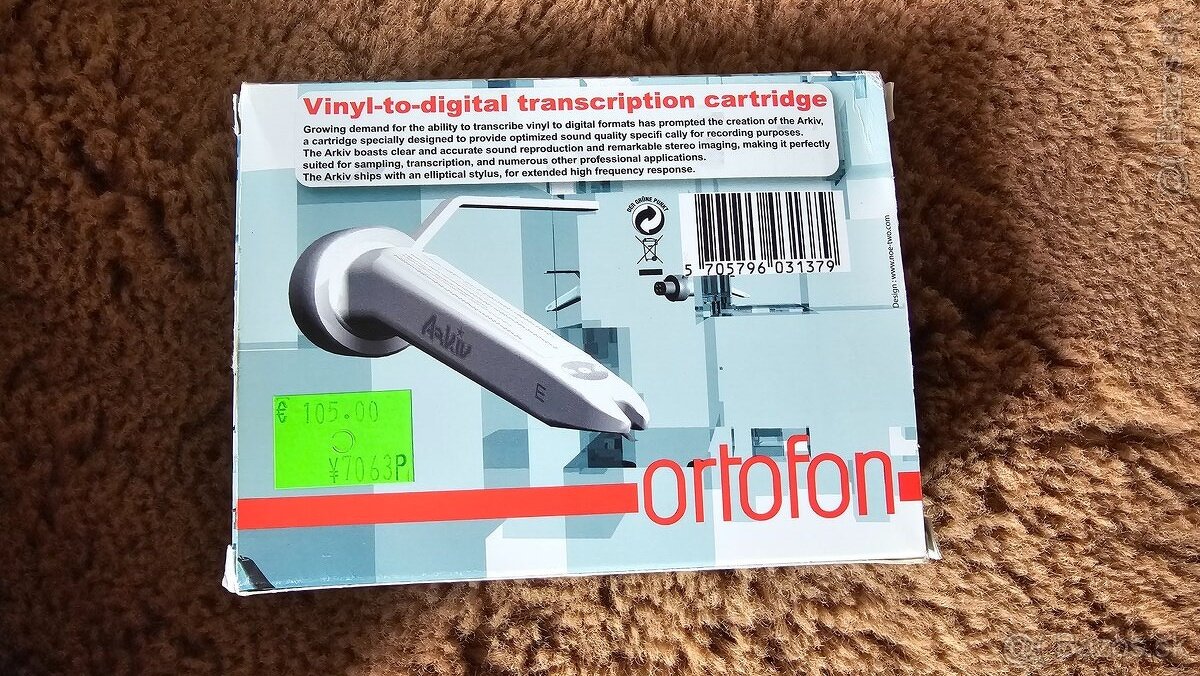 Vinyl-to-digital transcription cartridge
Growing demand for the ability to transcribe vinyl to digital formats has prompted the creation of the Arkiv,
a cartridge specially designed to provide optimized sound quality specifi cally for recording purposes.
The Arkiv boasts clear and accurate sound reproduction and remarkable stereo imaging, making it perfectly
suited for sampling, transcription, and numerous other professional applications.
The Arkiv ships with an elliptical stylus, for extended high frequency response.
DER GRÜNE PUNKT
5 705796 031379
Design : www.noe-two.com
Arkiv
E
€ 105.00
¥7063P
ortofon